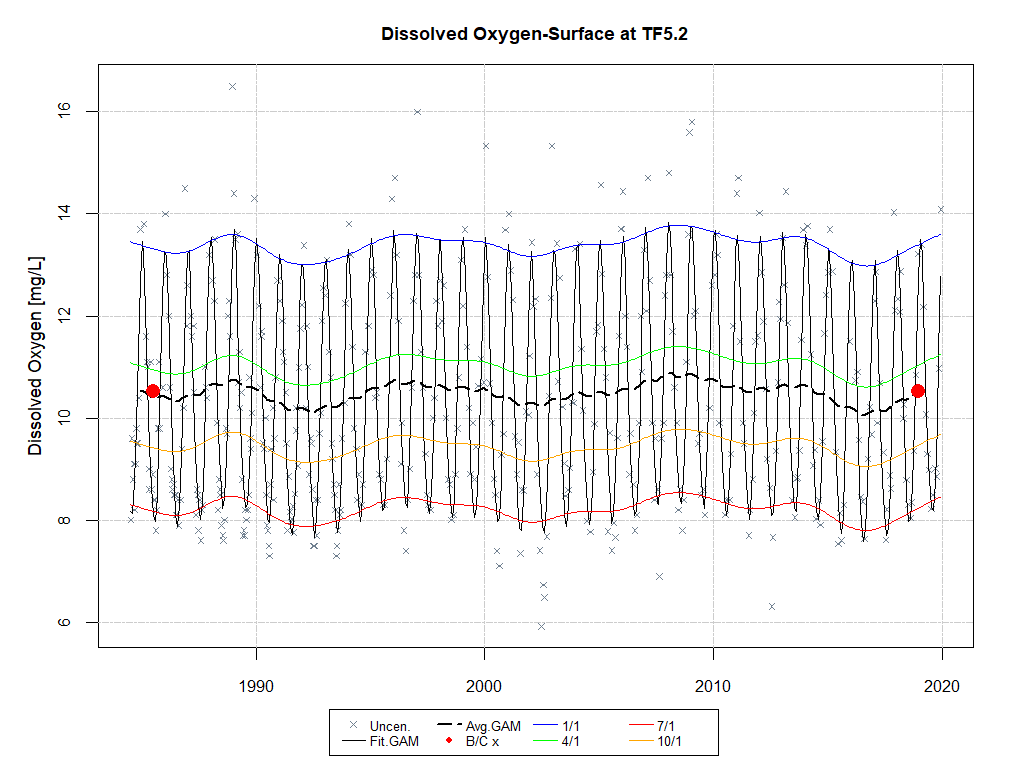 Dissolved Oxygen-Surface at TF5.2
Dissolved Oxygen [mg/L]
16
14
12
10
8
6
1990 2000 2010 2020
Uncen. Avg.GAM 1/1 7/1
Fit.GAM B/C x 4/1 10/1